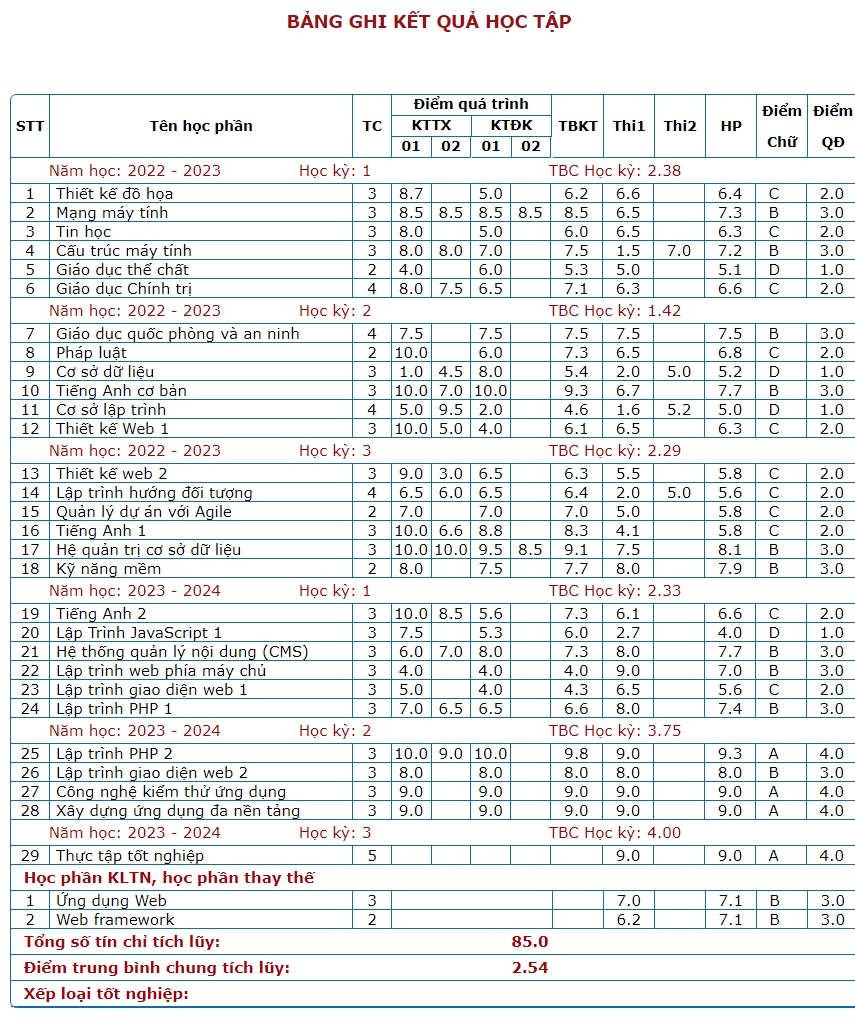 BẢNG GHI KẾT QUẢ HỌC TẬP
STT Tên học phần TC Điểm quá trình TBKT Thi1 Thi2 HP Điểm Chữ Điểm QĐ
KTTX KTĐK
01 02 01 02
Năm học: 2022 - 2023 Học kỳ: 1 TBC Học kỳ: 2.38
1 Thiết kế đồ họa 3 8.7 5.0 6.2 6.6 6.4 C 2.0
2 Mạng máy tính 3 8.5 8.5 8.5 8.5 8.5 6.5 7.3 B 3.0
3 Tin học 3 8.0 5.0 6.0 6.5 6.3 C 2.0
4 Cấu trúc máy tính 3 8.0 8.0 7.0 7.5 1.5 7.0 7.2 B 3.0
5 Giáo dục thể chất 2 4.0 6.0 5.3 5.0 5.1 D 1.0
6 Giáo dục Chính trị 4 8.0 7.5 6.5 7.1 6.3 6.6 C 2.0
Năm học: 2022 - 2023 Học kỳ: 2 TBC Học kỳ: 1.42
7 Giáo dục quốc phòng và an ninh 4 7.5 7.5 7.5 7.5 7.5 B 3.0
8 Pháp luật 2 10.0 6.0 7.3 6.5 6.8 C 2.0
9 Cơ sở dữ liệu 3 1.0 4.5 8.0 5.4 2.0 5.0 5.2 D 1.0
10 Tiếng Anh cơ bản 3 10.0 7.0 10.0 9.3 6.7 7.7 B 3.0
11 Cơ sở lập trình 4 5.0 9.5 2.0 4.6 1.6 5.2 5.0 D 1.0
12 Thiết kế Web 1 3 10.0 5.0 4.0 6.1 6.5 6.3 C 2.0
Năm học: 2022 - 2023 Học kỳ: 3 TBC Học kỳ: 2.29
13 Thiết kế web 2 3 9.0 3.0 6.5 6.3 5.5 5.8 C 2.0
14 Lập trình hướng đối tượng 4 6.5 6.0 6.5 6.4 2.0 5.0 5.6 C 2.0
15 Quản lý dự án với Agile 2 7.0 7.0 7.0 5.0 5.8 C 2.0
16 Tiếng Anh 1 3 10.0 6.6 8.8 8.3 4.1 5.8 C 2.0
17 Hệ quản trị cơ sở dữ liệu 3 10.0 10.0 9.5 8.5 9.1 7.5 8.1 B 3.0
18 Kỹ năng mềm 2 8.0 7.5 7.7 8.0 7.9 B 3.0
Năm học: 2023 - 2024 Học kỳ: 1 TBC Học kỳ: 2.33
19 Tiếng Anh 2 3 10.0 8.5 5.6 7.3 6.1 6.6 C 2.0
20 Lập Trình JavaScript 1 3 7.5 5.3 6.0 2.7 4.0 D 1.0
21 Hệ thống quản lý nội dung (CMS) 3 6.0 7.0 8.0 7.3 8.0 7.7 B 3.0
22 Lập trình web phía máy chủ 3 4.0 4.0 4.0 9.0 7.0 B 3.0
23 Lập trình giao diện web 1 3 5.0 4.0 4.3 6.5 5.6 C 2.0
24 Lập trình PHP 1 3 7.0 6.5 6.5 6.6 8.0 7.4 B 3.0
Năm học: 2023 - 2024 Học kỳ: 2 TBC Học kỳ: 3.75
25 Lập trình PHP 2 3 10.0 9.0 10.0 9.8 9.0 9.3 A 4.0
26 Lập trình giao diện web 2 3 8.0 8.0 8.0 8.0 8.0 B 3.0
27 Công nghệ kiểm thử ứng dụng 3 9.0 9.0 9.0 9.0 9.0 A 4.0
28 Xây dựng ứng dụng đa nền tảng 3 9.0 9.0 9.0 9.0 9.0 A 4.0
Năm học: 2023 - 2024 Học kỳ: 3 TBC Học kỳ: 4.00
29 Thực tập tốt nghiệp 5 9.0 9.0 A 4.0
Học phần KLTN, học phần thay thế
1 Ứng dụng Web 3 7.0 7.1 B 3.0
2 Web framework 2 6.2 7.1 B 3.0
Tổng số tín chỉ tích lũy: 85.0
Điểm trung bình chung tích lũy: 2.54
Xếp loại tốt nghiệp: